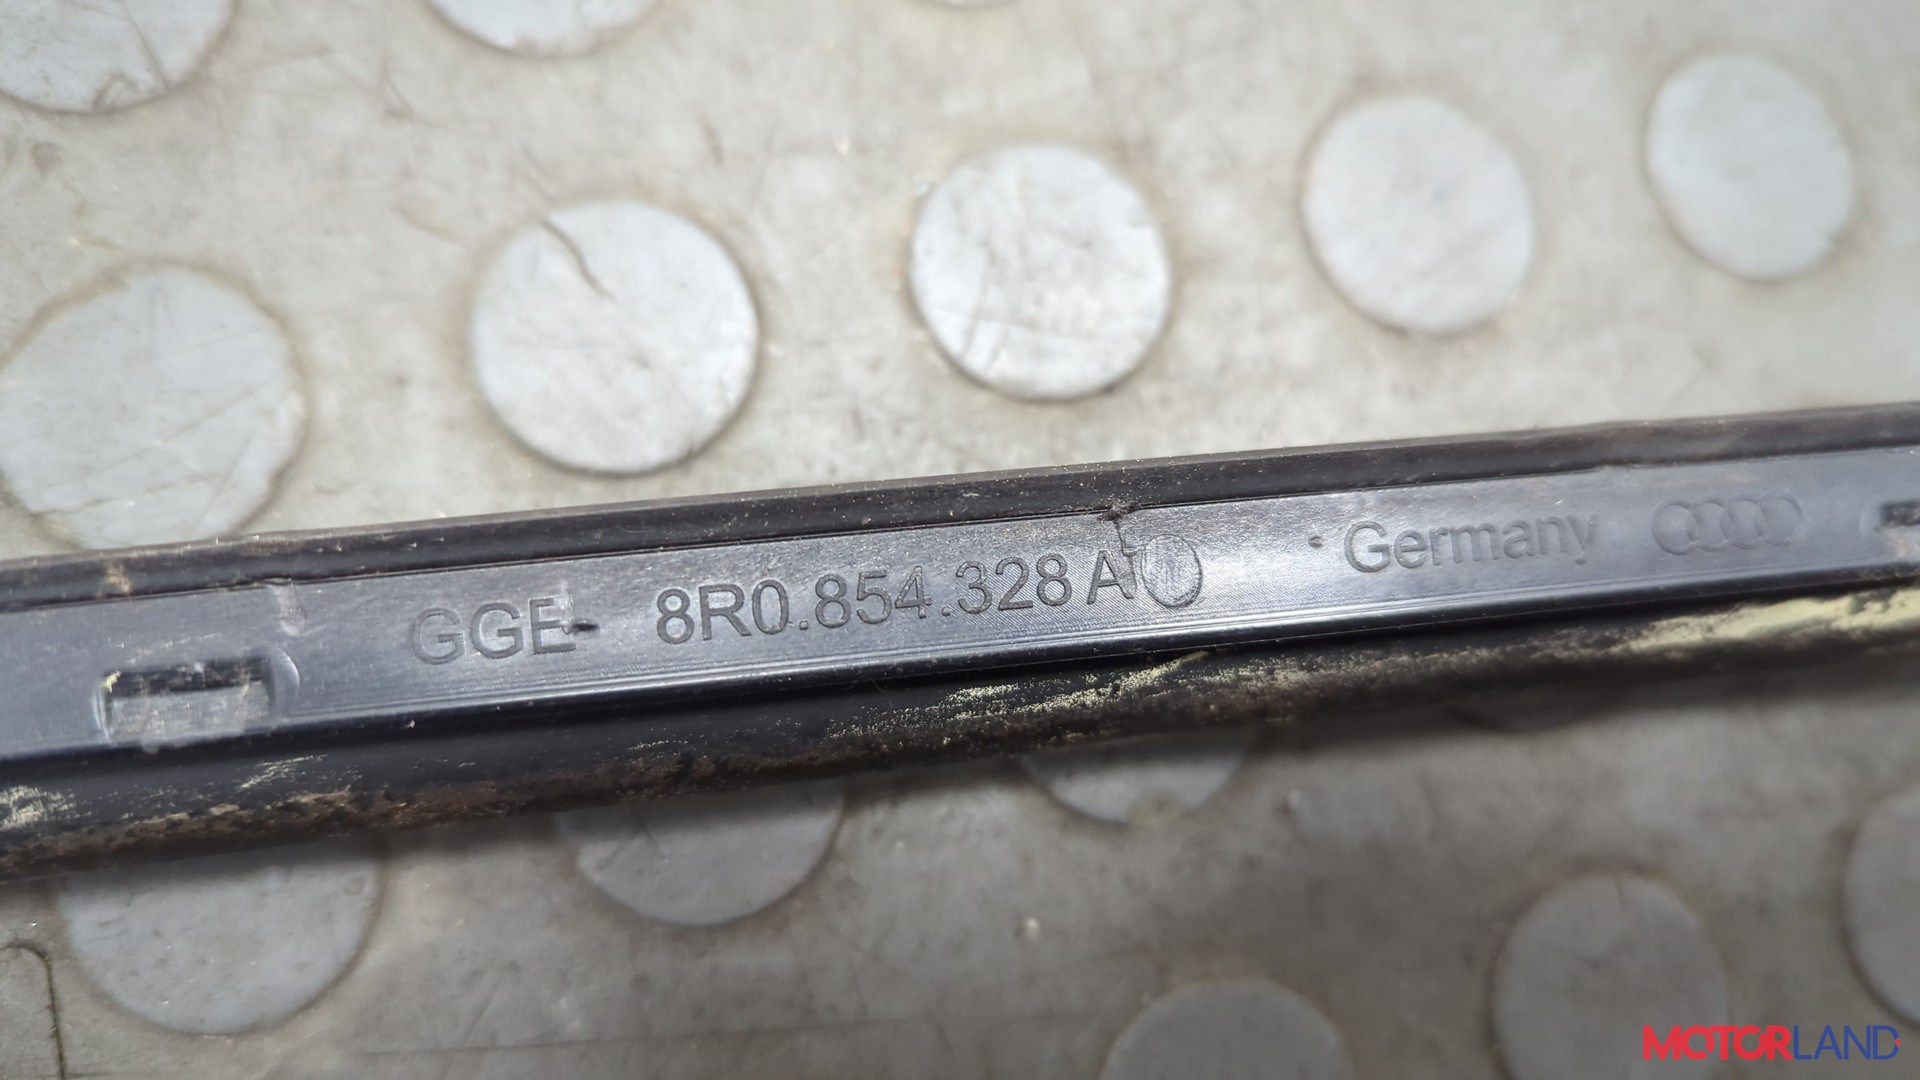 GGE- 8R0.854.328 A Germany
MOTORLAND